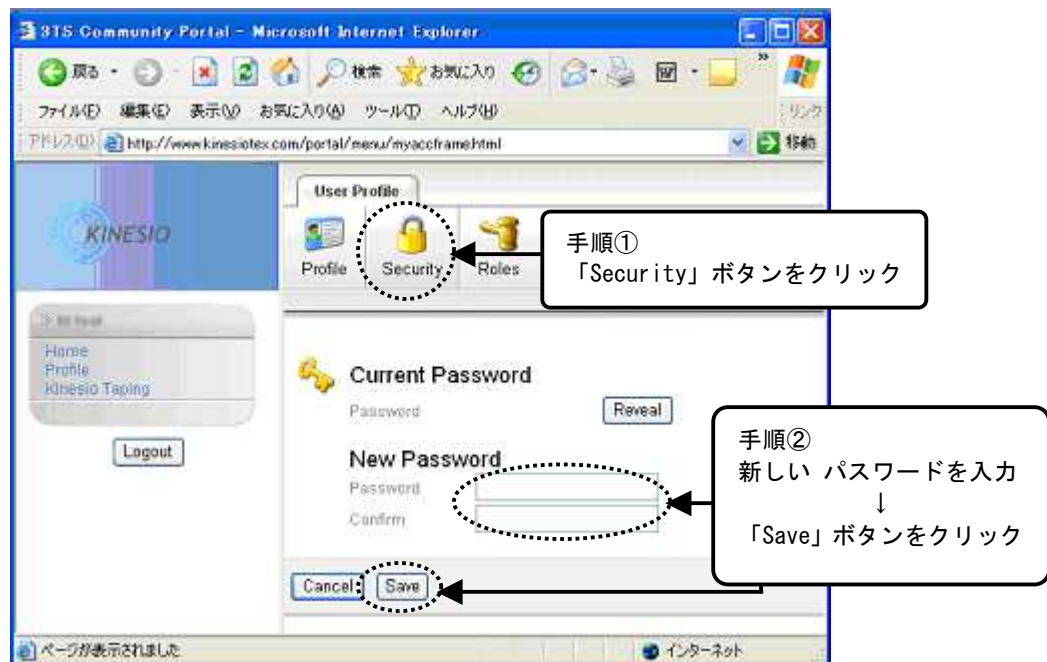 3TS Community Portal - Microsoft Internet Explorer
戻る 検索 お気に入り
ファイル(F) 編集(E) 表示(V) お気に入り(A) ツール(T) ヘルプ(H) リンク
アドレス(D) http://www.kinesiotex.com/portal/menu/myaccframe.html 移動
KINESIO
User Profile
Profile Security Roles
手順①
「Security」ボタンをクリック
Home
Profile
Kinesio Taping
Logout
Current Password
Password Reveal
New Password
Password
Confirm
手順②
新しい パスワードを入力
↓
「Save」ボタンをクリック
Cancel Save
ページが表示されました インターネット